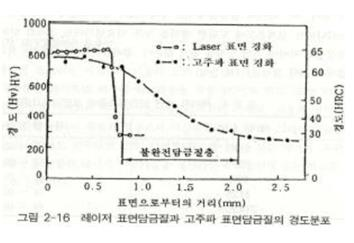 1000
800
600
400
200
0
경도(Hv)(HV)
-o-o- : Laser 표면 경화
-●-●- : 고주파 표면 경화
65
60
50
40
30
0
경도(HRC)
불완전담금질층
0 0.5 1.0 1.5 2.0 2.5
표면으로부터의 거리(mm)
그림 2-16 레이저 표면담금질과 고주파 표면담금질의 경도분포